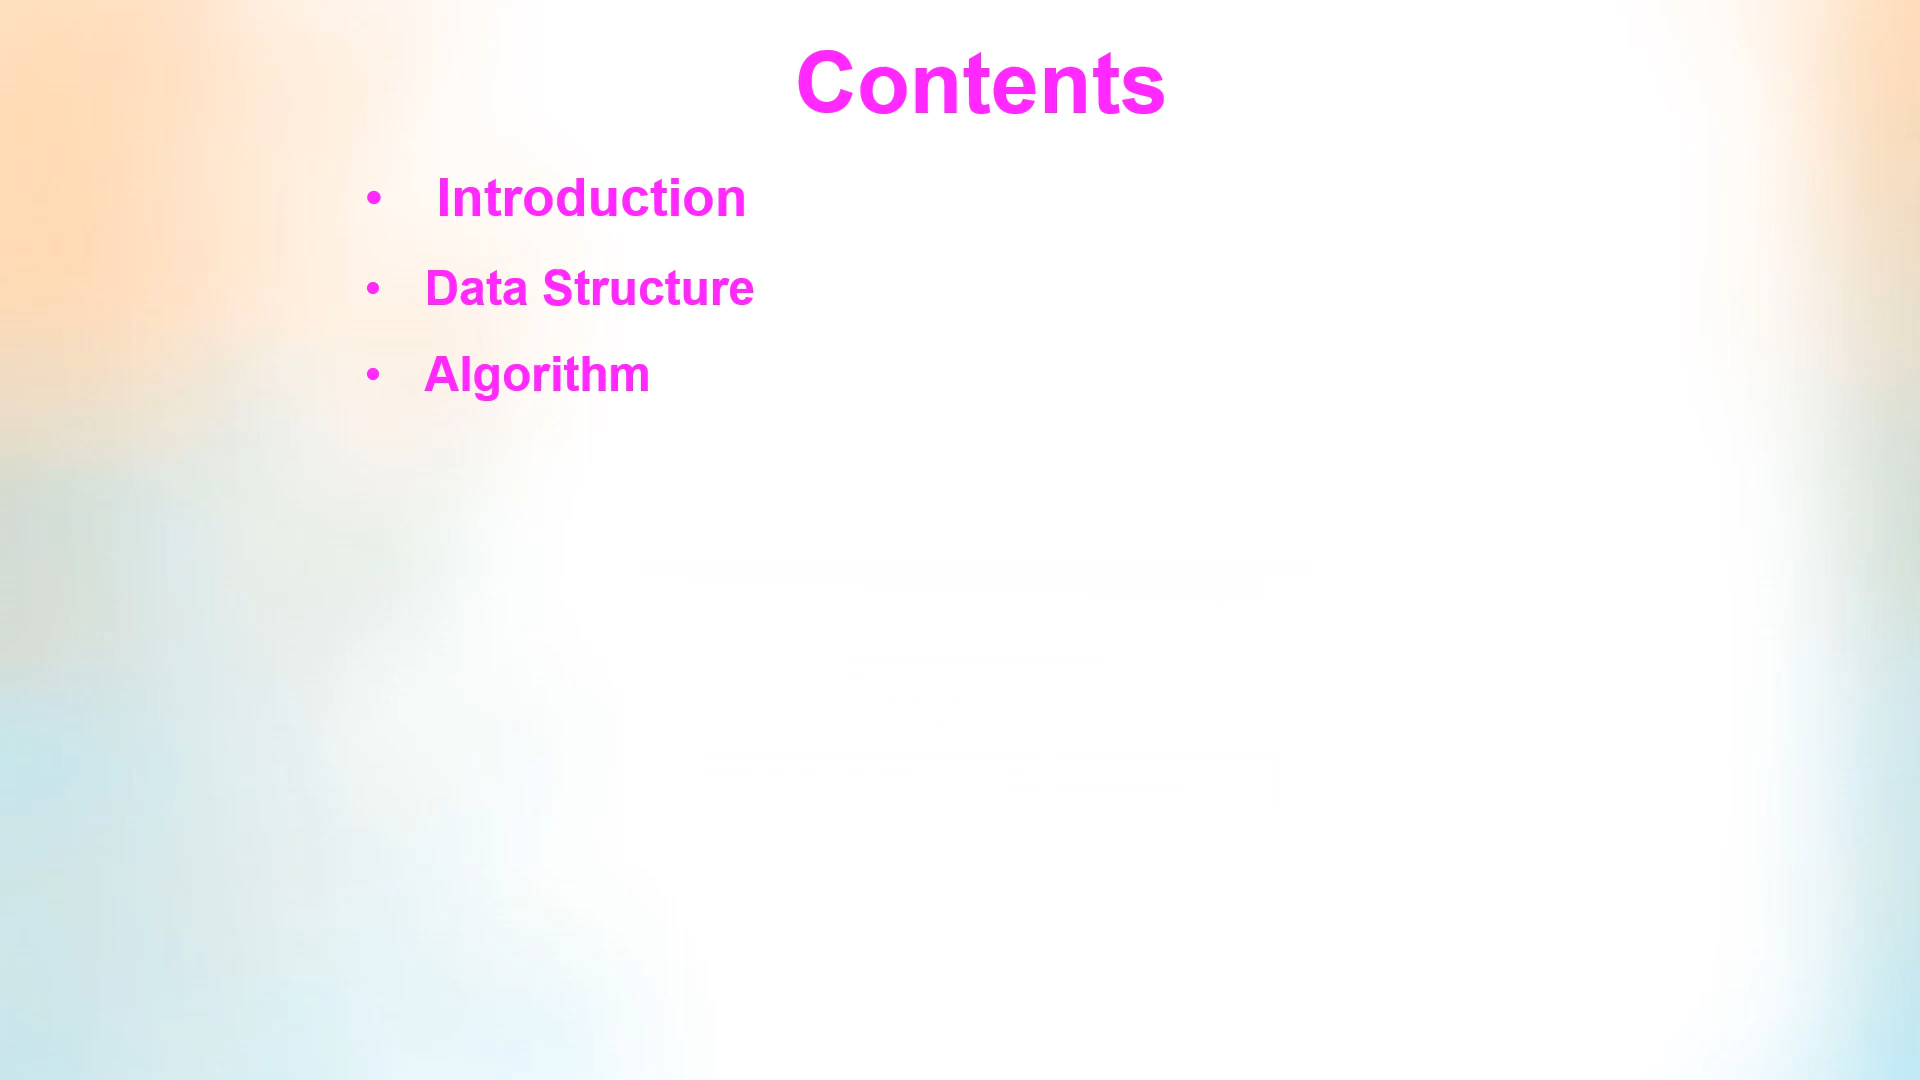 Contents
• Introduction
• Data Structure
• Algorithm